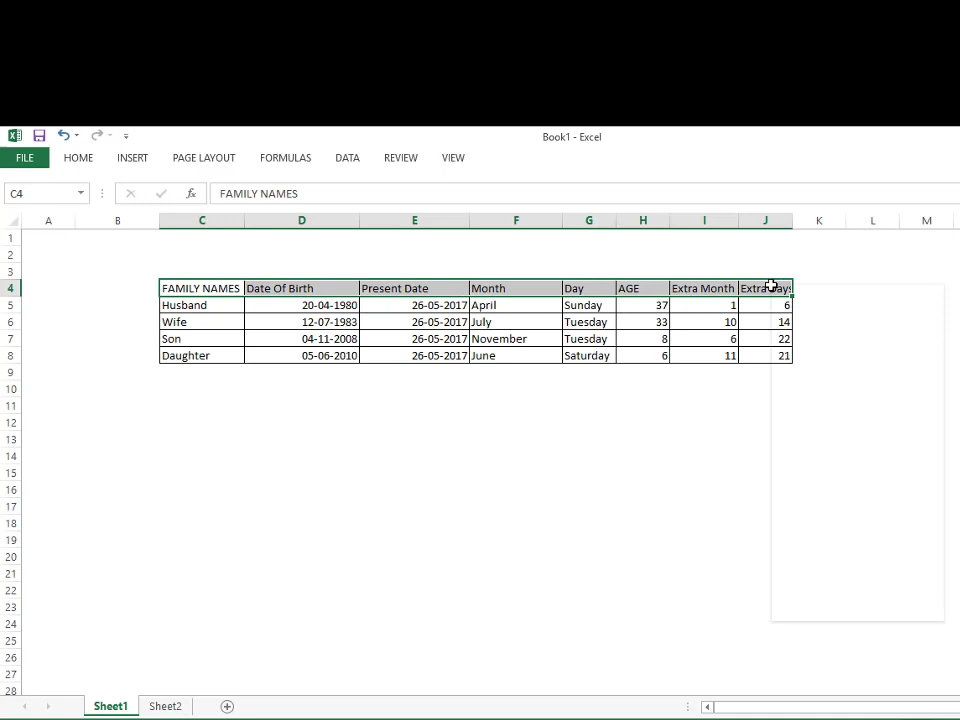 Book1 - Excel
FILE HOME INSERT PAGE LAYOUT FORMULAS DATA REVIEW VIEW
C4 fx FAMILY NAMES
A B C D E F G H I J K L M
1
2
3
4 FAMILY NAMES Date Of Birth Present Date Month Day AGE Extra Month Extra Days
5 Husband 20-04-1980 26-05-2017 April Sunday 37 1 6
6 Wife 12-07-1983 26-05-2017 July Tuesday 33 10 14
7 Son 04-11-2008 26-05-2017 November Tuesday 8 6 22
8 Daughter 05-06-2010 26-05-2017 June Saturday 6 11 21
9
10
11
12
13
14
15
16
17
18
19
20
21
22
23
24
25
26
27
28
Sheet1 Sheet2